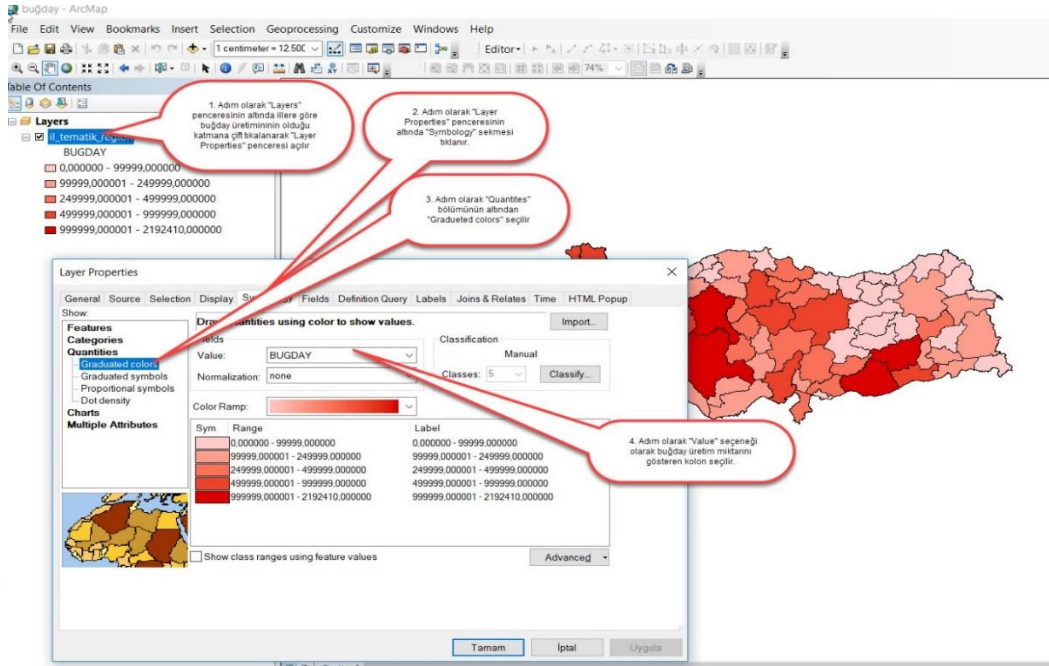 buğday - ArcMap
File Edit View Bookmarks Insert Selection Geoprocessing Customize Windows Help
1 centimeter = 12.50
Editor
74%
Table Of Contents
Layers
il_tematik_region
BUGDAY
0,000000 - 99999,000000
99999,000001 - 249999,000000
249999,000001 - 499999,000000
499999,000001 - 999999,000000
999999,000001 - 2192410,000000
1. Adım olarak "Layers"
penceresinin altında illere göre
buğday üretimininin olduğu
katmana çift tıkalanarak "Layer
Properties" penceresi açılır
2. Adım olarak "Layer
Properties" penceresinin
altında "Symbology" sekmesi
tıklanır.
3. Adım olarak "Quantites"
bölümünün altından
"Gradueted colors" seçilir
4. Adım olarak "Value" seçeneği
olarak buğday üretim miktarını
gösteren kolon seçilir.
Layer Properties
General Source Selection Display Fields Definition Query Labels Joins & Relates Time HTML Popup
Show:
Features
Categories
Quantities
Graduated colors
Graduated symbols
Proportional symbols
Dot density
Charts
Multiple Attributes
Draw quantities using color to show values.
Import...
Fields
Value: BUGDAY
Normalization: none
Classification
Manual
Classes: 5
Classify...
Color Ramp:
Sym Range Label
0,000000 - 99999,000000 0,000000 - 99999,000000
99999,000001 - 249999,000000 99999,000001 - 249999,000000
249999,000001 - 499999,000000 249999,000001 - 499999,000000
499999,000001 - 999999,000000 499999,000001 - 999999,000000
999999,000001 - 2192410,000000 999999,000001 - 2192410,000000
Show class ranges using feature values
Advanced
Tamam İptal Uygula